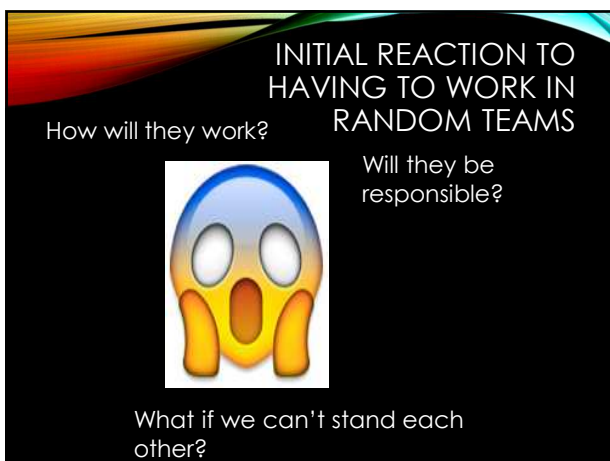 INITIAL REACTION TO
HAVING TO WORK IN
RANDOM TEAMS
How will they work?
Will they be
responsible?
What if we can't stand each
other?